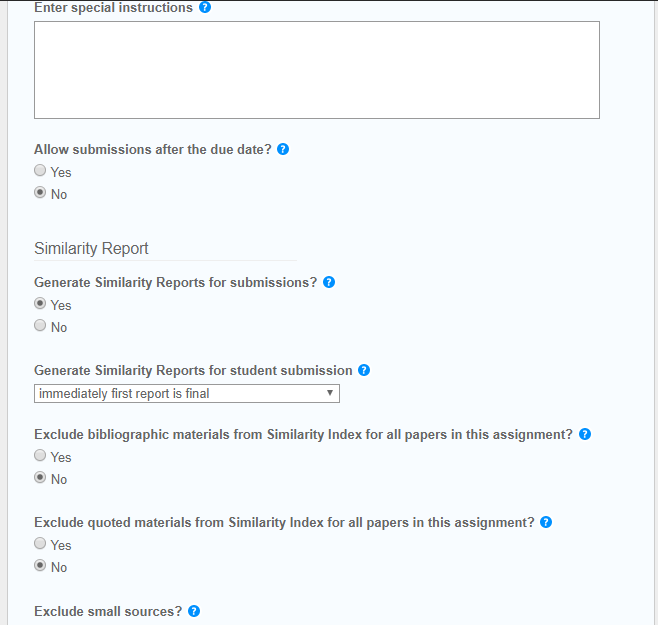 Enter special instructions ?
Allow submissions after the due date? ?
Yes
No
Similarity Report
Generate Similarity Reports for submissions? ?
Yes
No
Generate Similarity Reports for student submission ?
immediately first report is final
Exclude bibliographic materials from Similarity Index for all papers in this assignment? ?
Yes
No
Exclude quoted materials from Similarity Index for all papers in this assignment? ?
Yes
No
Exclude small sources? ?